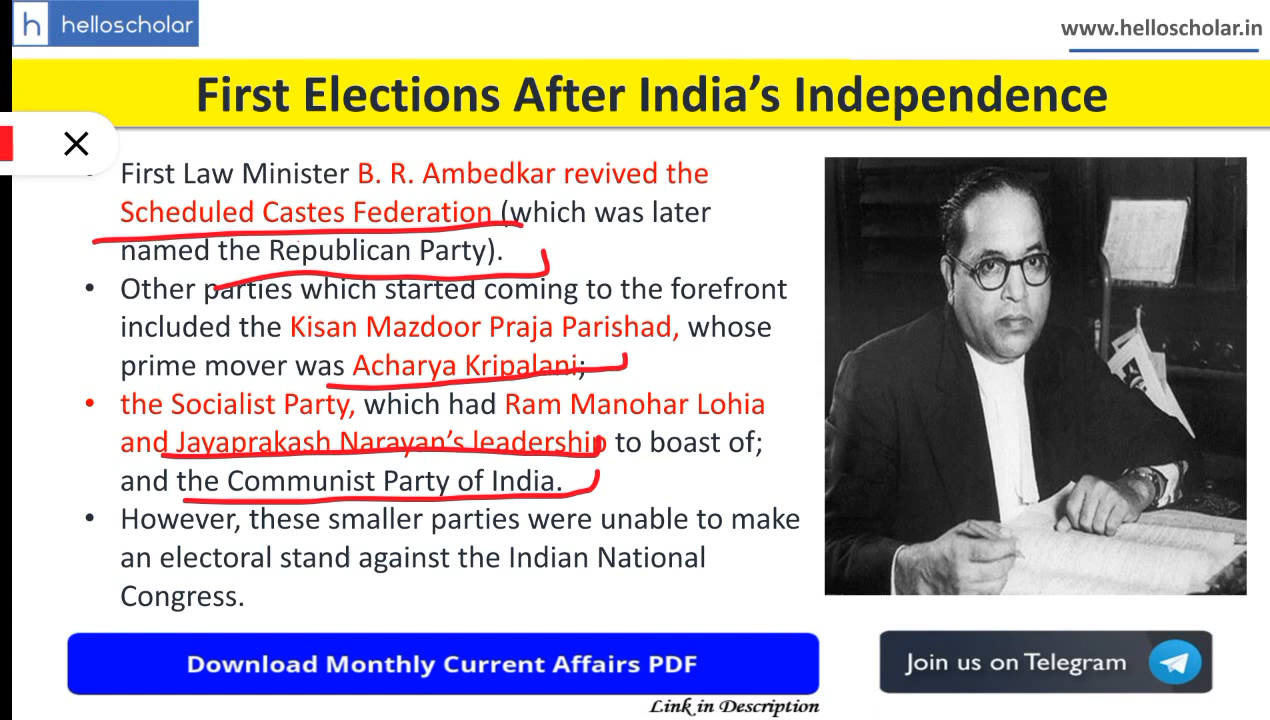 h helloscholar
www.helloscholar.in
First Elections After India's Independence
• First Law Minister B. R. Ambedkar revived the
Scheduled Castes Federation (which was later
named the Republican Party).
• Other parties which started coming to the forefront
included the Kisan Mazdoor Praja Parishad, whose
prime mover was Acharya Kripalani;
• the Socialist Party, which had Ram Manohar Lohia
and Jayaprakash Narayan's leadership to boast of;
and the Communist Party of India.
• However, these smaller parties were unable to make
an electoral stand against the Indian National
Congress.
Download Monthly Current Affairs PDF
Join us on Telegram
Link in Description